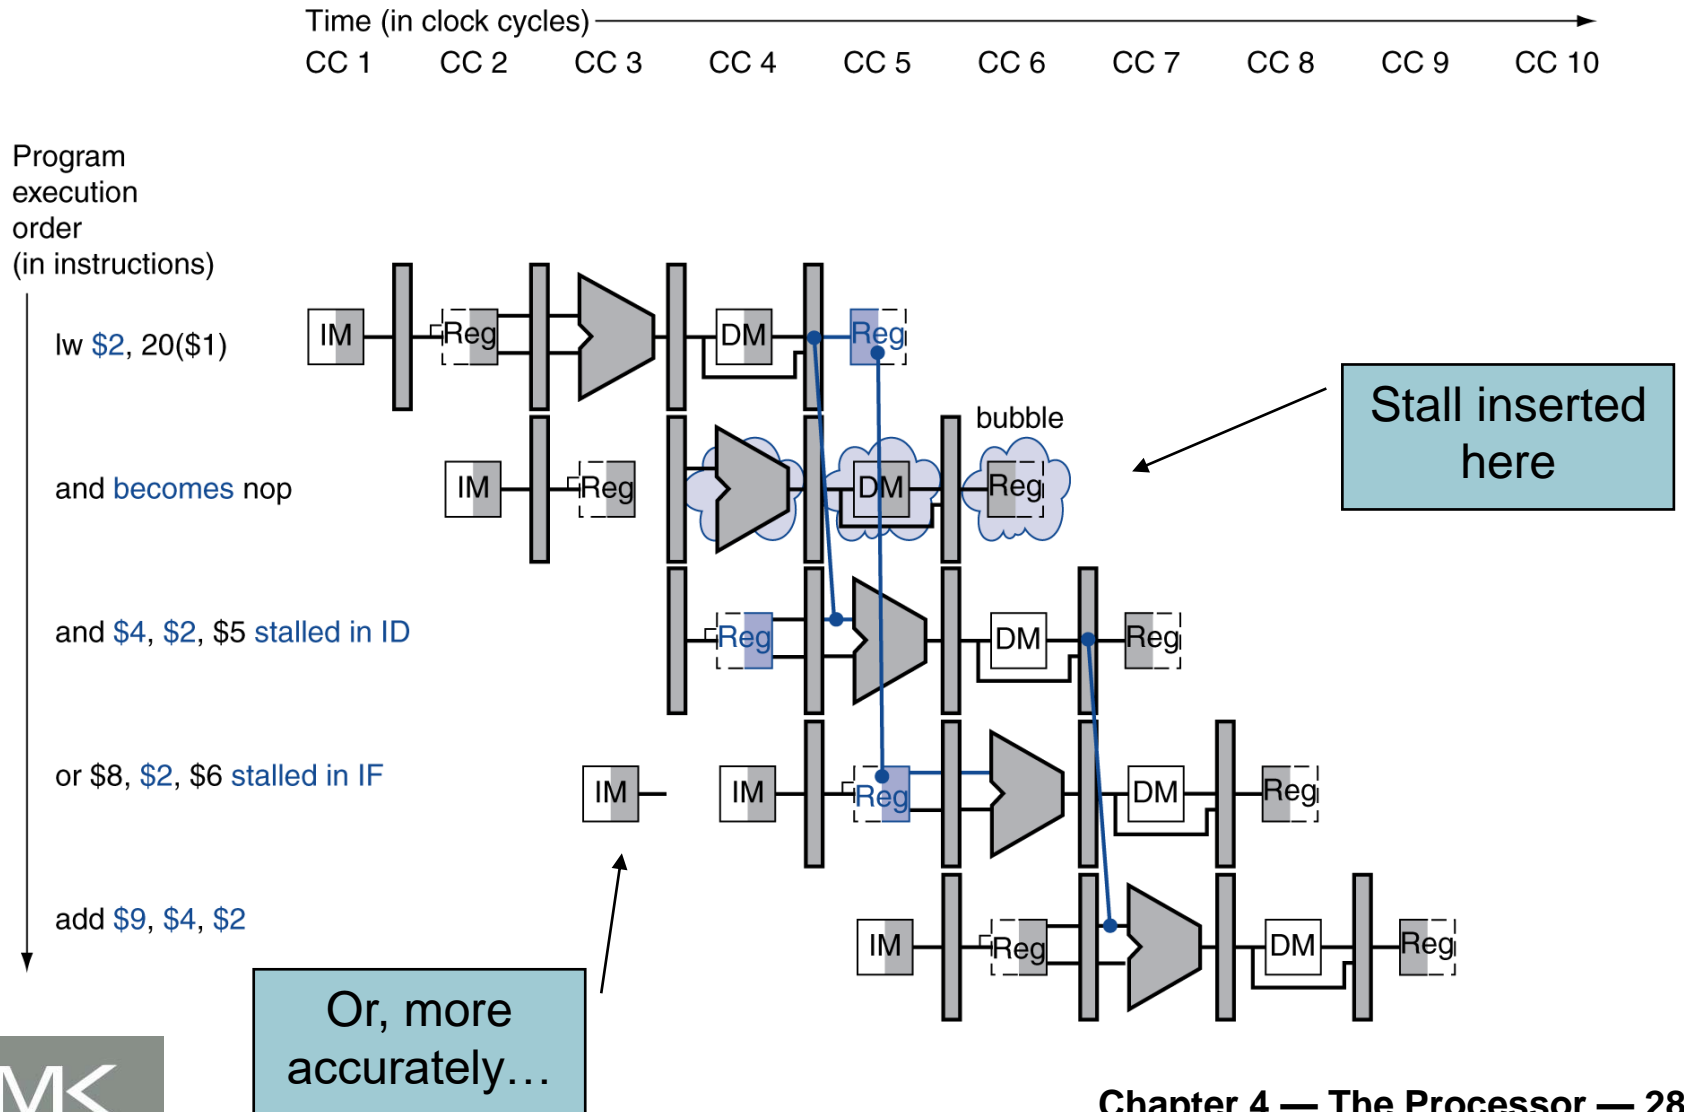 Time (in clock cycles)
CC 1 CC 2 CC 3 CC 4 CC 5 CC 6 CC 7 CC 8 CC 9 CC 10
Program
execution
order
(in instructions)
lw $2, 20($1)
IM Reg DM Reg
bubble
Stall inserted
here
and becomes nop
IM Reg DM Reg
and $4, $2, $5 stalled in ID
Reg DM Reg
or $8, $2, $6 stalled in IF
IM IM Reg DM Reg
add $9, $4, $2
IM Reg DM Reg
Or, more
accurately…
MK
Chapter 4 — The Processor — 28